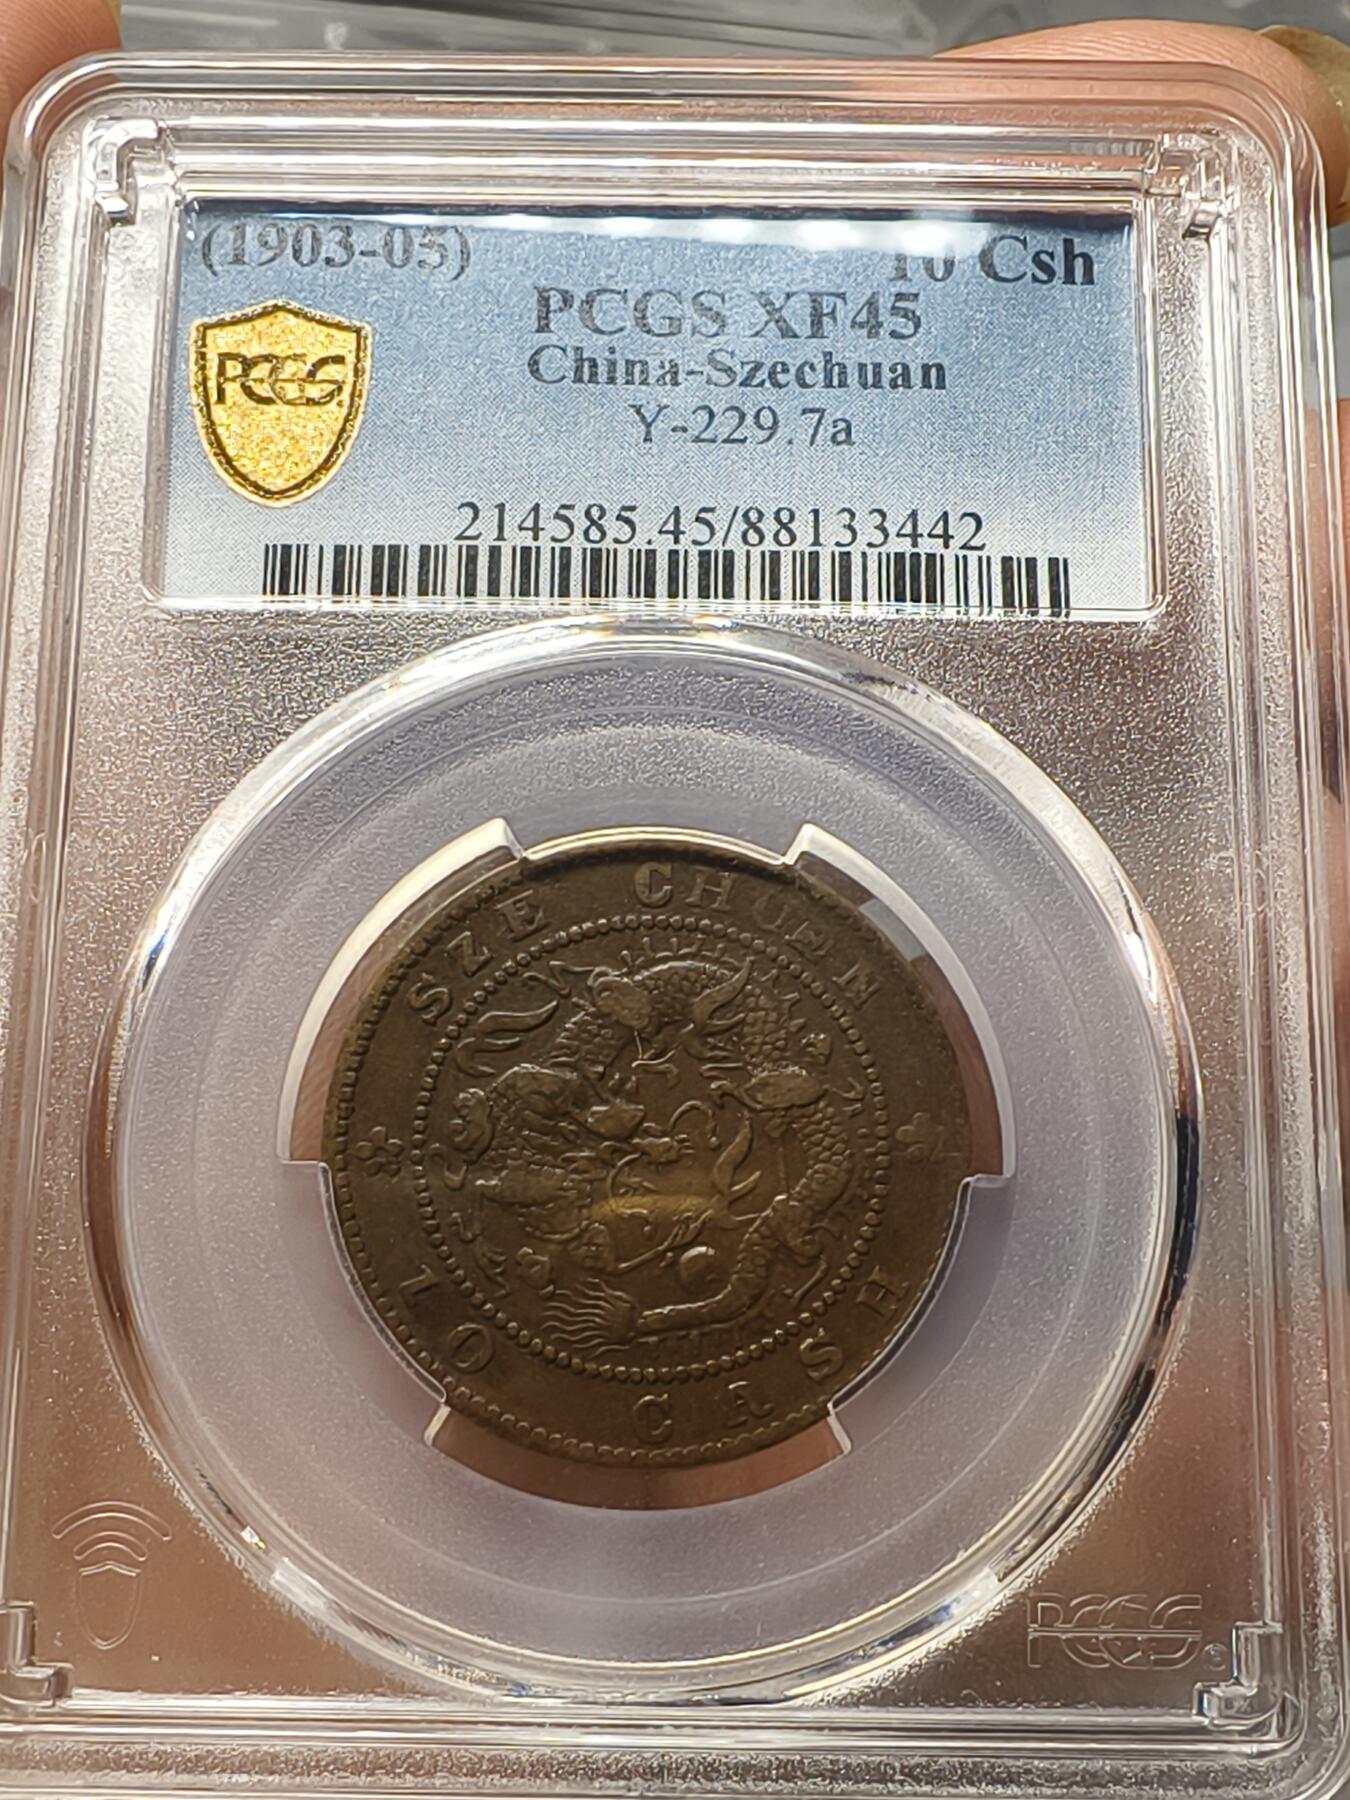 (1903-05) 10 Csh
PCGS XF45
China-Szechuan
PCGS
Y-229.7a
214585.45/88133442
SZE CHUEN
10 CASH
PCGS